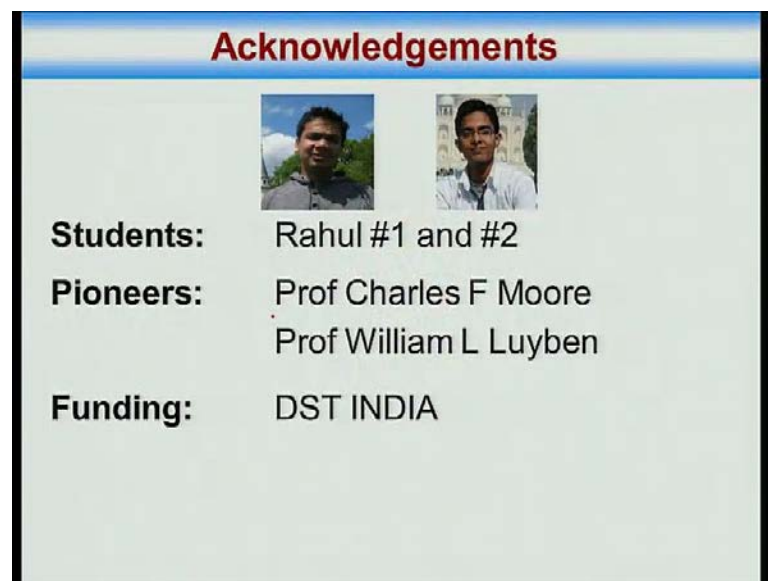 Acknowledgements
Students: Rahul #1 and #2
Pioneers: Prof Charles F Moore
Prof William L Luyben
Funding: DST INDIA